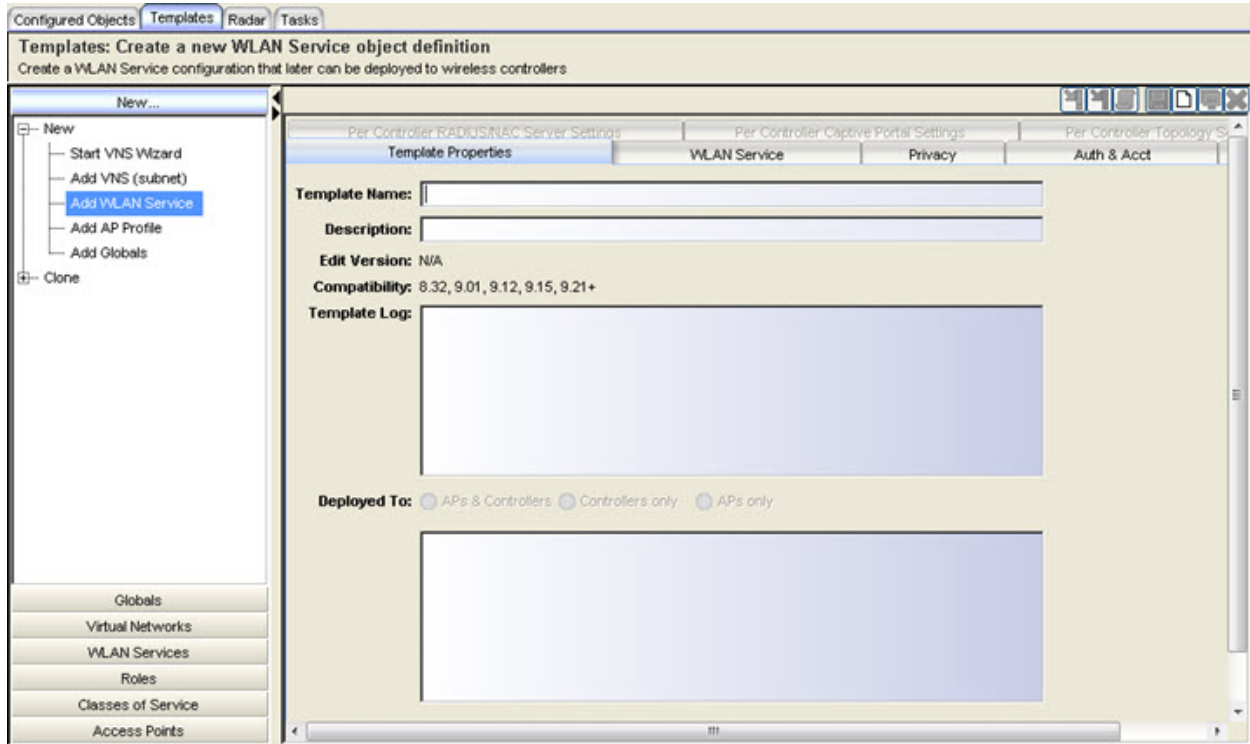 Configured Objects Templates Radar Tasks
Templates: Create a new WLAN Service object definition
Create a WLAN Service configuration that later can be deployed to wireless controllers
New...
New
Start VNS Wizard
Add VNS (subnet)
Add WLAN Service
Add AP Profile
Add Globals
Clone
Globals
Virtual Networks
WLAN Services
Roles
Classes of Service
Access Points
Per Controller RADIUS/NAC Server Settings Per Controller Captive Portal Settings Per Controller Topology S
Template Properties WLAN Service Privacy Auth & Acct
Template Name:
Description:
Edit Version: N/A
Compatibility: 8.32, 9.01, 9.12, 9.15, 9.21+
Template Log:
Deployed To: APs & Controllers Controllers only APs only